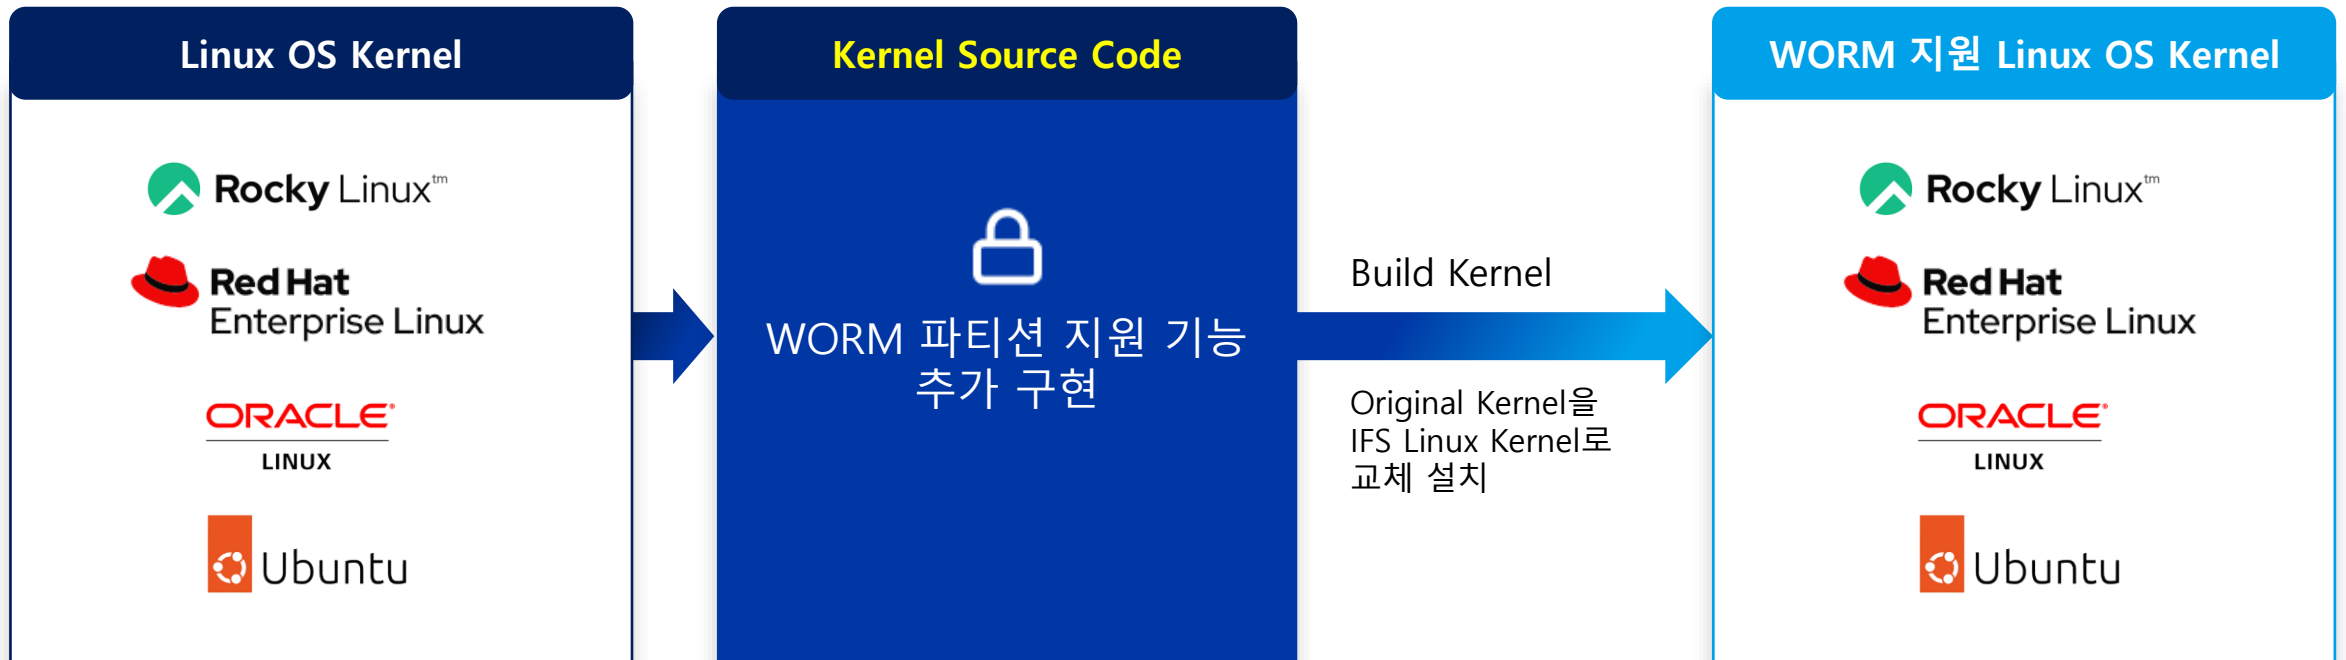 Linux OS Kernel
Rocky Linux™
Red Hat
Enterprise Linux
ORACLE®
LINUX
Ubuntu
Kernel Source Code
WORM 파티션 지원 기능
추가 구현
Build Kernel
Original Kernel을
IFS Linux Kernel로
교체 설치
WORM 지원 Linux OS Kernel
Rocky Linux™
Red Hat
Enterprise Linux
ORACLE®
LINUX
Ubuntu